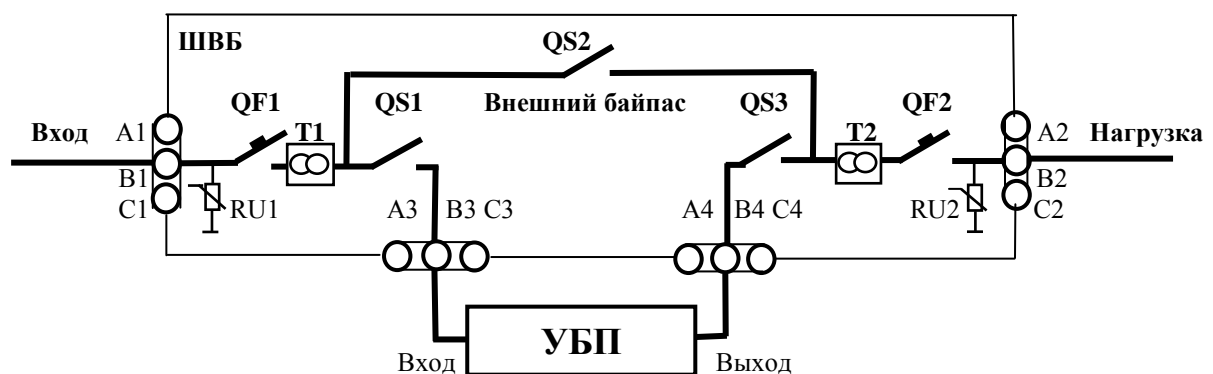 ШВБ
QS2
QF1
QS1
Внешний байпас
QS3
QF2
Вход
A1
T1
T2
A2
Нагрузка
B1
B2
C1
RU1
A3
B3 C3
A4
B4 C4
RU2
C2
УБП
Вход
Выход